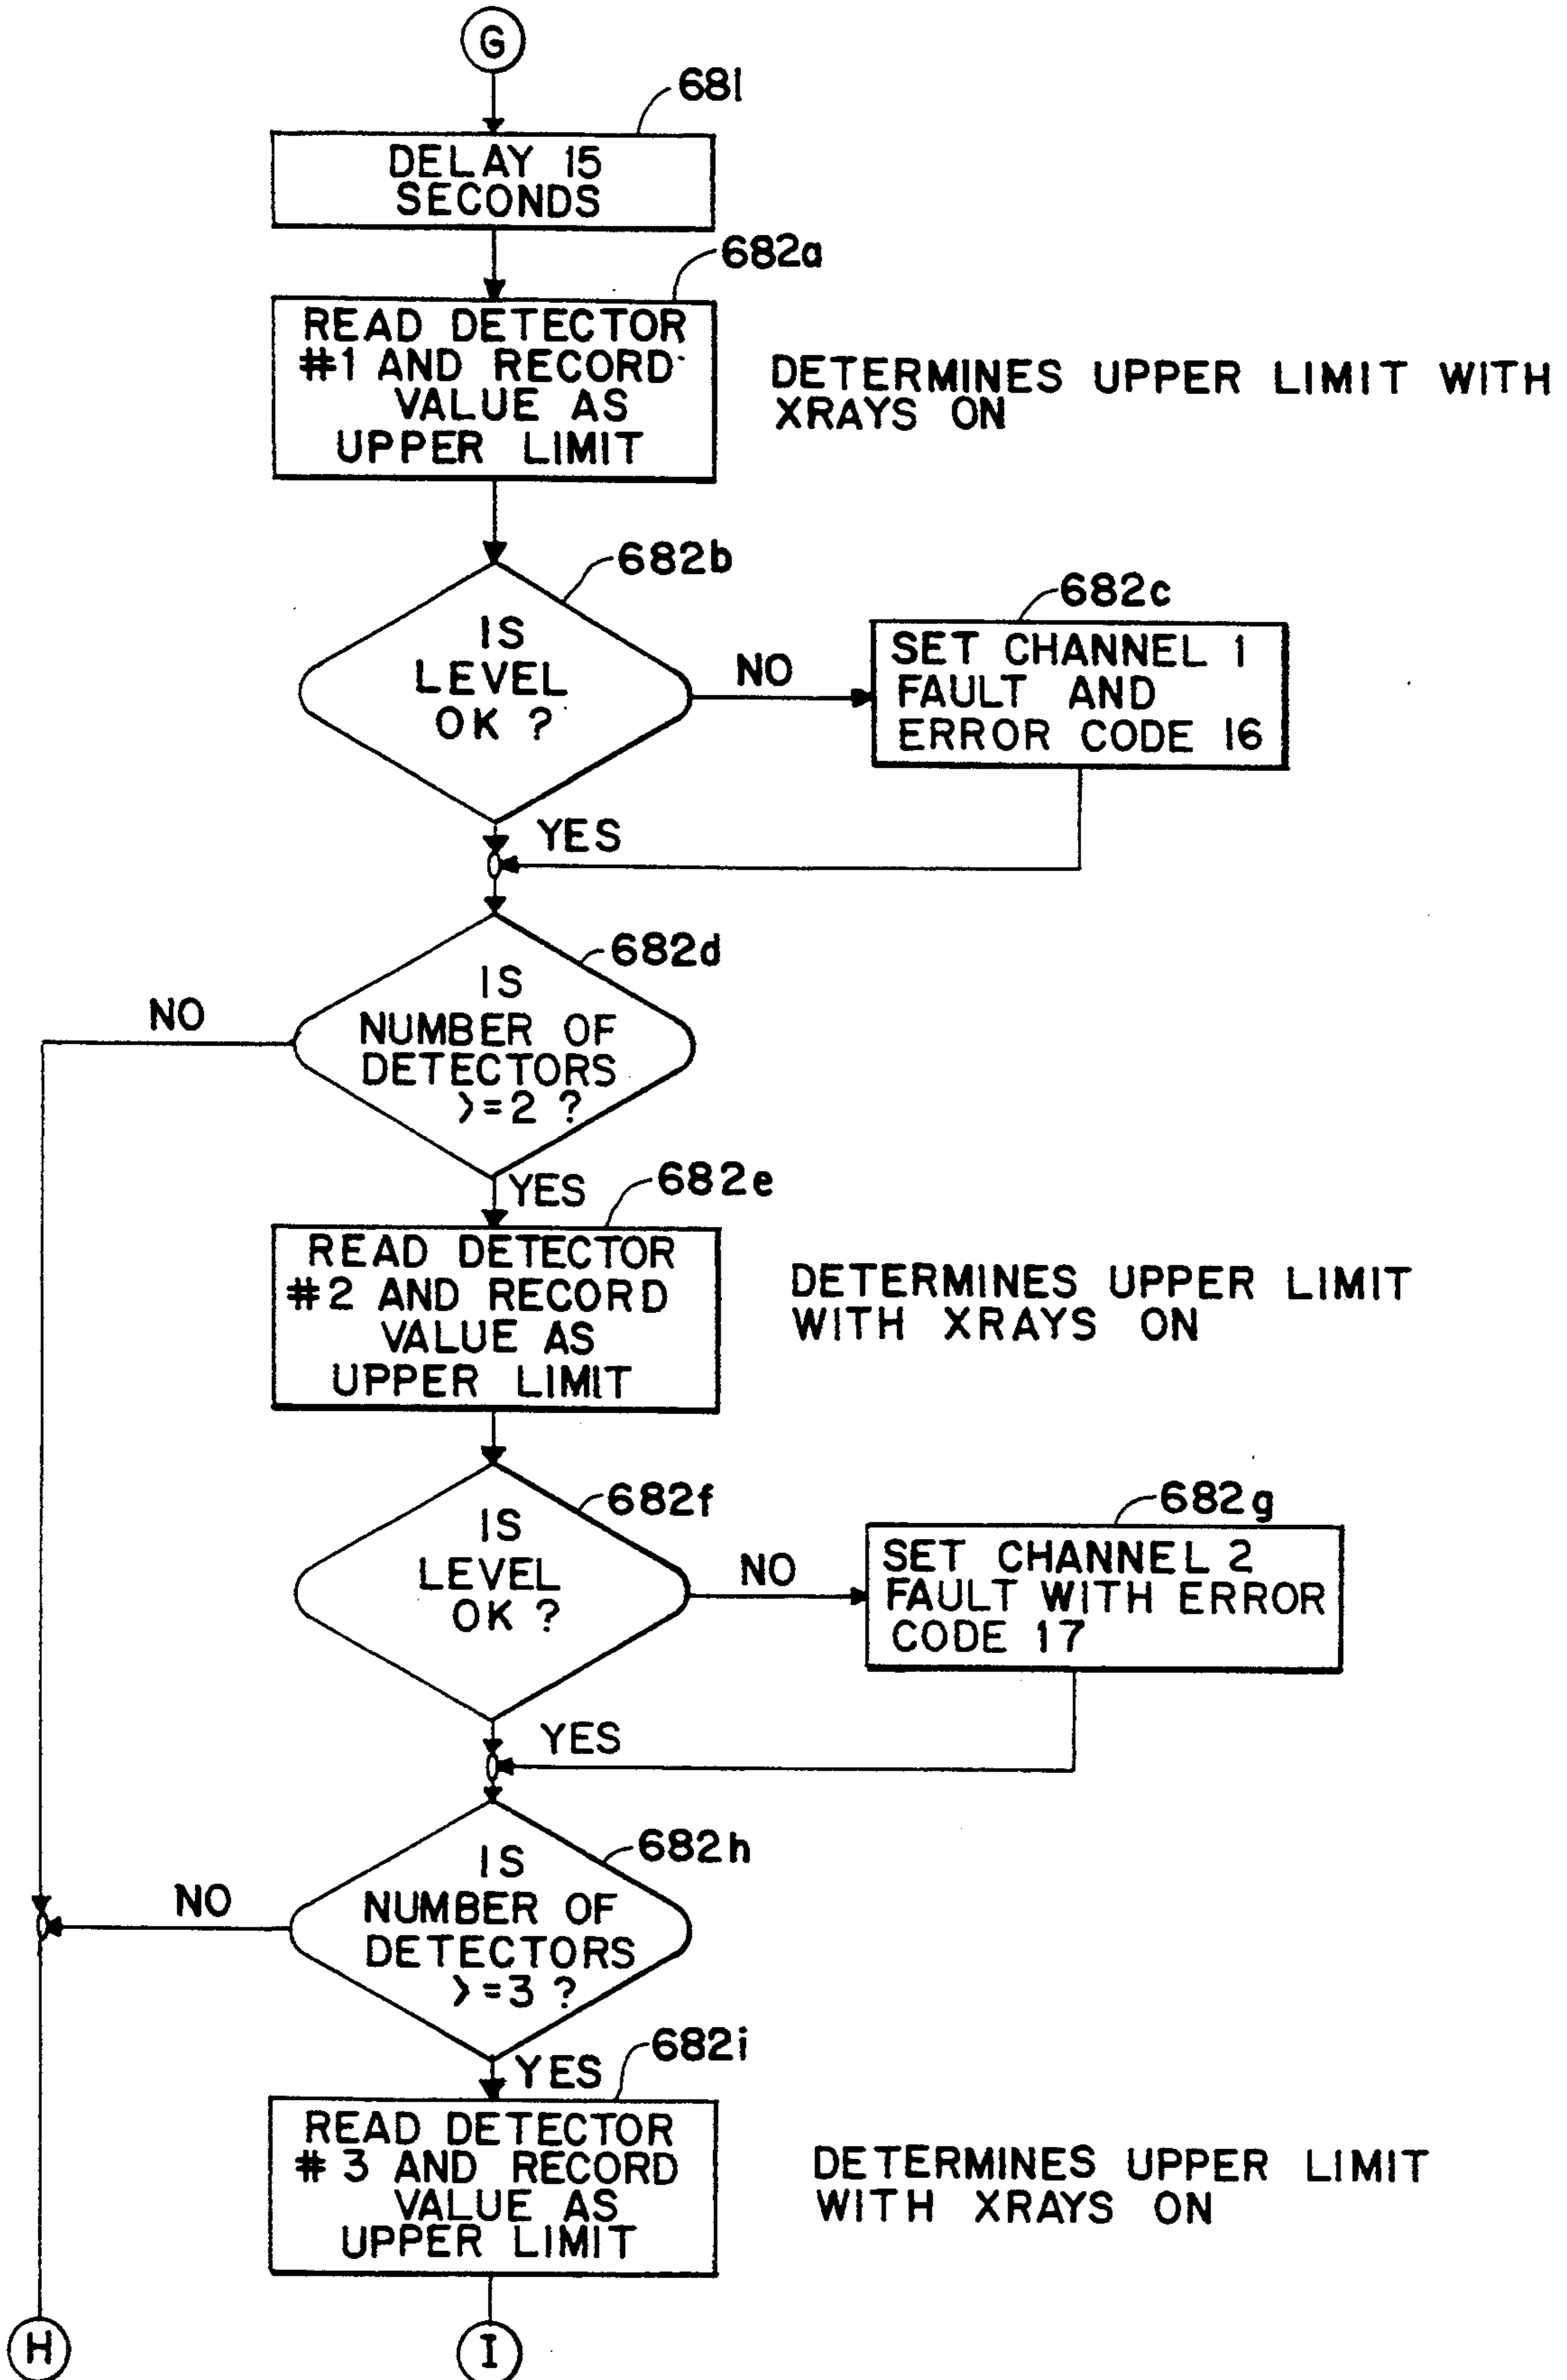 G
681
DELAY 15
SECONDS
682a
READ DETECTOR
#1 AND RECORD
VALUE AS
UPPER LIMIT
DETERMINES UPPER LIMIT WITH
XRAYS ON
682b
IS
LEVEL
OK ?
NO
682c
SET CHANNEL 1
FAULT AND
ERROR CODE 16
YES
682d
IS
NUMBER OF
DETECTORS
>=2 ?
NO
YES
682e
READ DETECTOR
#2 AND RECORD
VALUE AS
UPPER LIMIT
DETERMINES UPPER LIMIT
WITH XRAYS ON
682f
IS
LEVEL
OK ?
NO
682g
SET CHANNEL 2
FAULT WITH ERROR
CODE 17
YES
682h
IS
NUMBER OF
DETECTORS
>=3 ?
NO
YES
682i
READ DETECTOR
# 3 AND RECORD
VALUE AS
UPPER LIMIT
DETERMINES UPPER LIMIT
WITH XRAYS ON
H
I